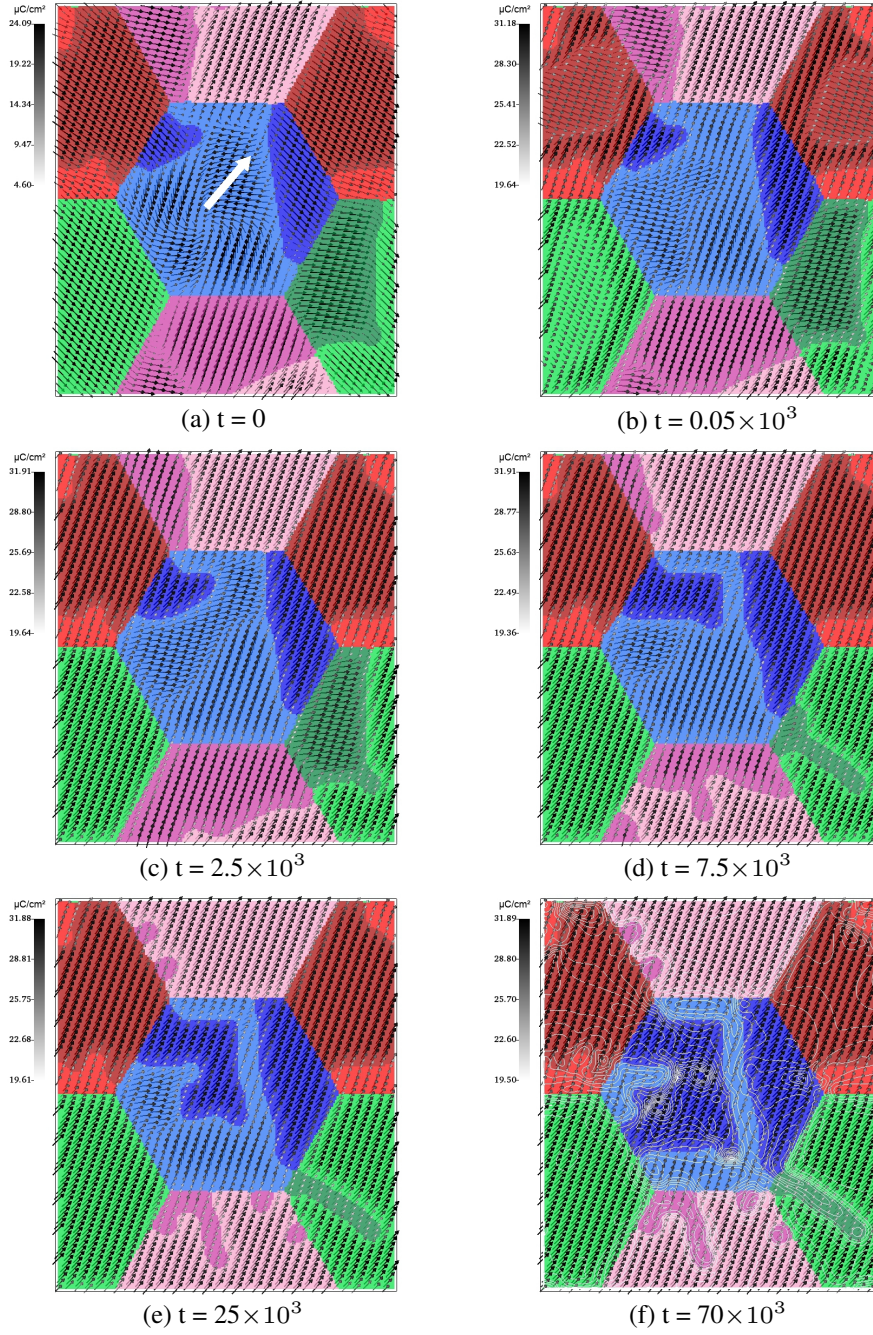 µC/cm²
24.09
19.22
14.34
9.47
4.60
(a) t = 0
µC/cm²
31.18
28.30
25.41
22.52
19.64
(b) t = 0.05×10³
µC/cm²
31.91
28.80
25.69
22.58
19.64
(c) t = 2.5×10³
µC/cm²
31.91
28.77
25.63
22.49
19.36
(d) t = 7.5×10³
µC/cm²
31.88
28.81
25.75
22.68
19.61
(e) t = 25×10³
µC/cm²
31.89
28.79
25.70
22.60
19.50
(f) t = 70×10³